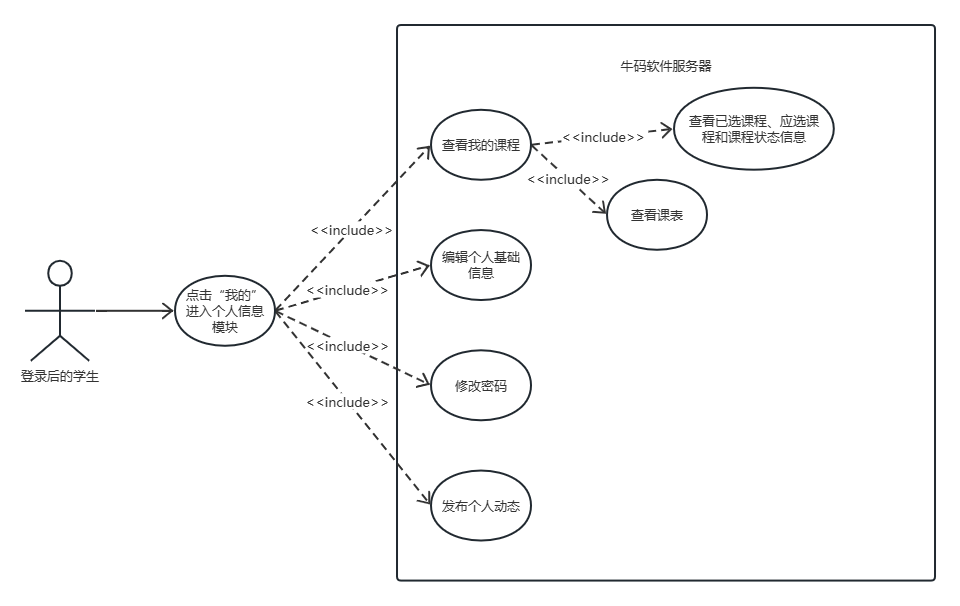 牛码软件服务器
查看我的课程
<<include>>
查看已选课程、应选课
程和课程状态信息
<<include>>
查看课表
<<include>>
编辑个人基础
信息
<<include>>
点击“我的”
进入个人信息
模块
登录后的学生
<<include>>
修改密码
<<include>>
发布个人动态